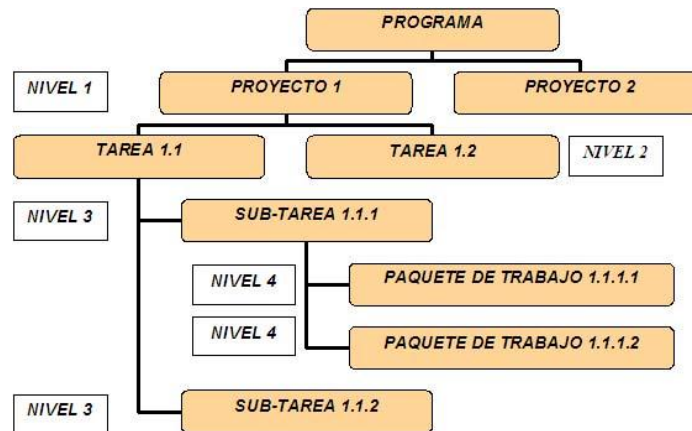 PROGRAMA
NIVEL 1
PROYECTO 1
PROYECTO 2
TAREA 1.1
TAREA 1.2
NIVEL 2
NIVEL 3
SUB-TAREA 1.1.1
NIVEL 4
PAQUETE DE TRABAJO 1.1.1.1
NIVEL 4
PAQUETE DE TRABAJO 1.1.1.2
NIVEL 3
SUB-TAREA 1.1.2